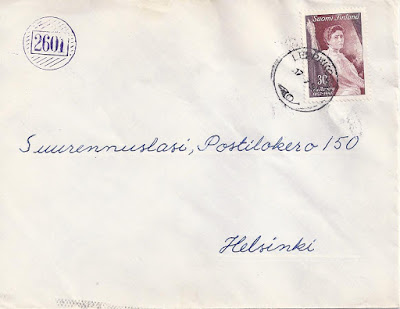 2601
Suomi Finland
30
Suurennuslasi, Postilokero 150
Helsinki